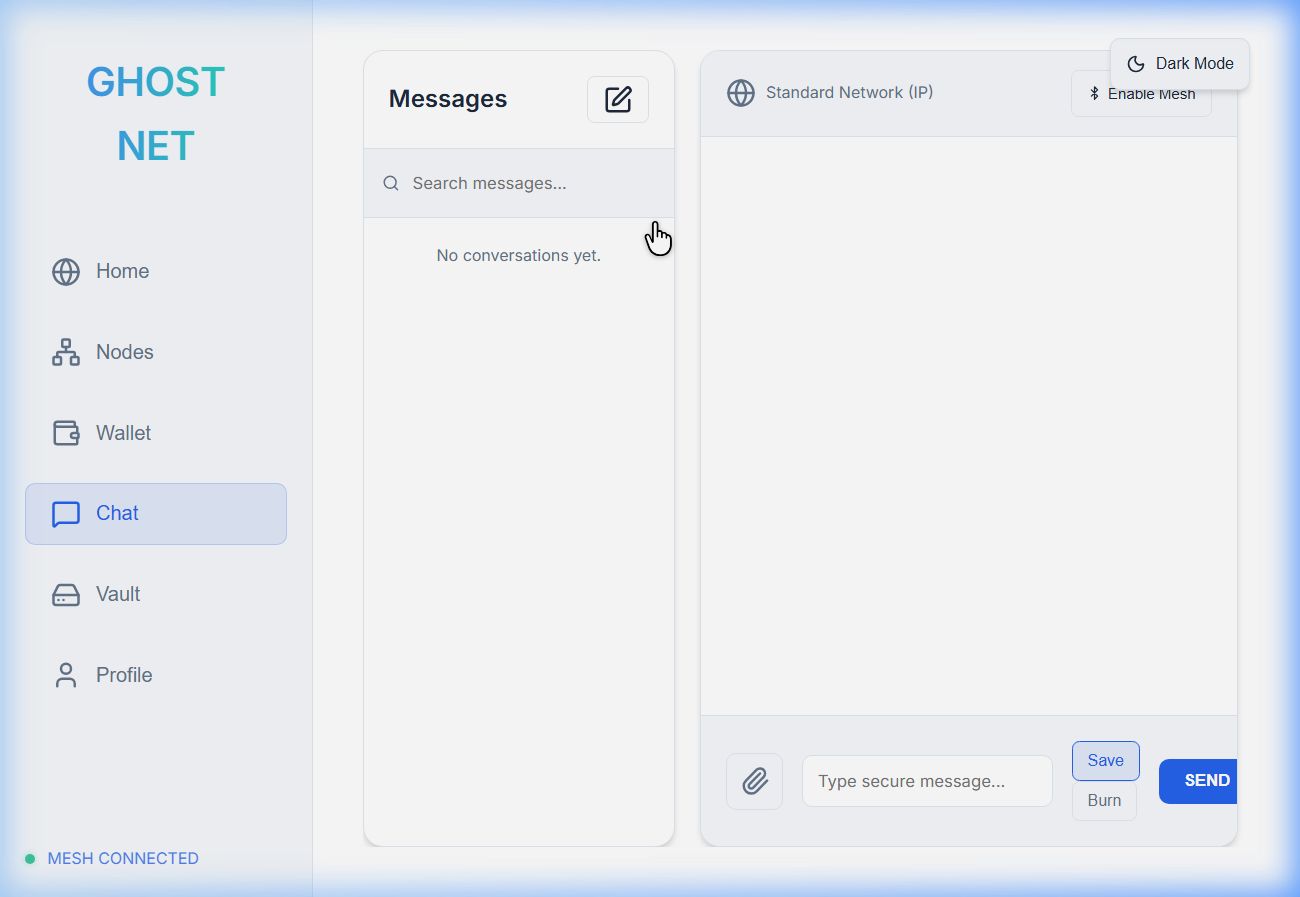 GHOST
NET
Home
Nodes
Wallet
Chat
Vault
Profile
MESH CONNECTED
Messages
Search messages...
No conversations yet.
Standard Network (IP)
Dark Mode
Enable Mesh
Type secure message...
Save
Burn
SEND